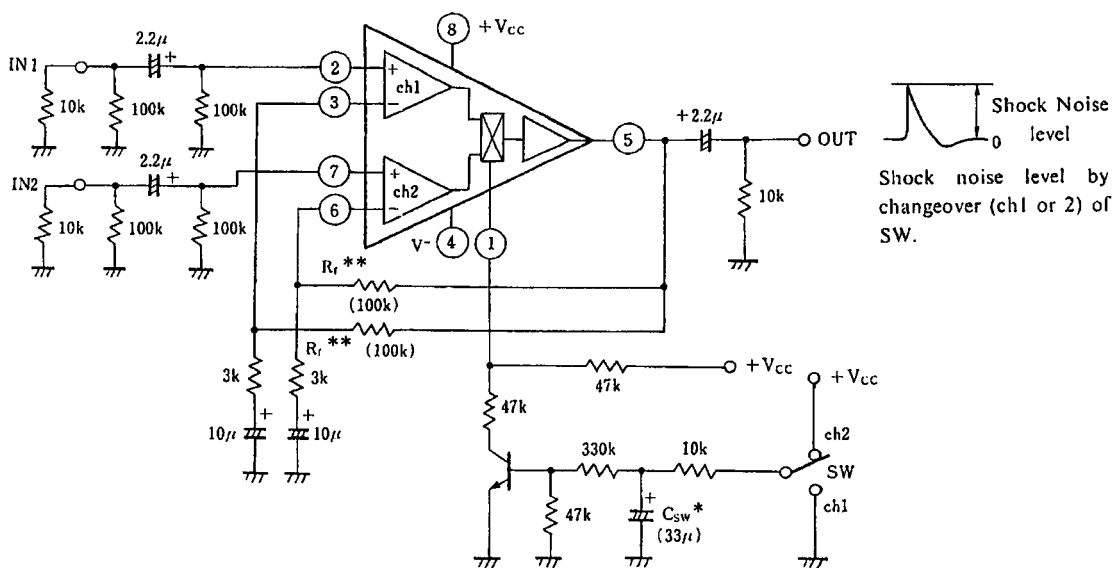 8
+Vcc
2.2μ
+
IN1
2
+
ch1
3
−
10k
100k
100k
Shock Noise
level
0
+2.2μ
5
OUT
Shock noise level by
changeover (ch1 or 2) of
SW.
2.2μ
+
IN2
7
+
ch2
6
−
10k
100k
100k
10k
V-
4
1
Rf **
(100k)
Rf **
(100k)
3k
3k
47k
+Vcc
+Vcc
47k
+
+
10μ
10μ
ch2
330k
10k
SW
ch1
47k
+
Csw*
(33μ)